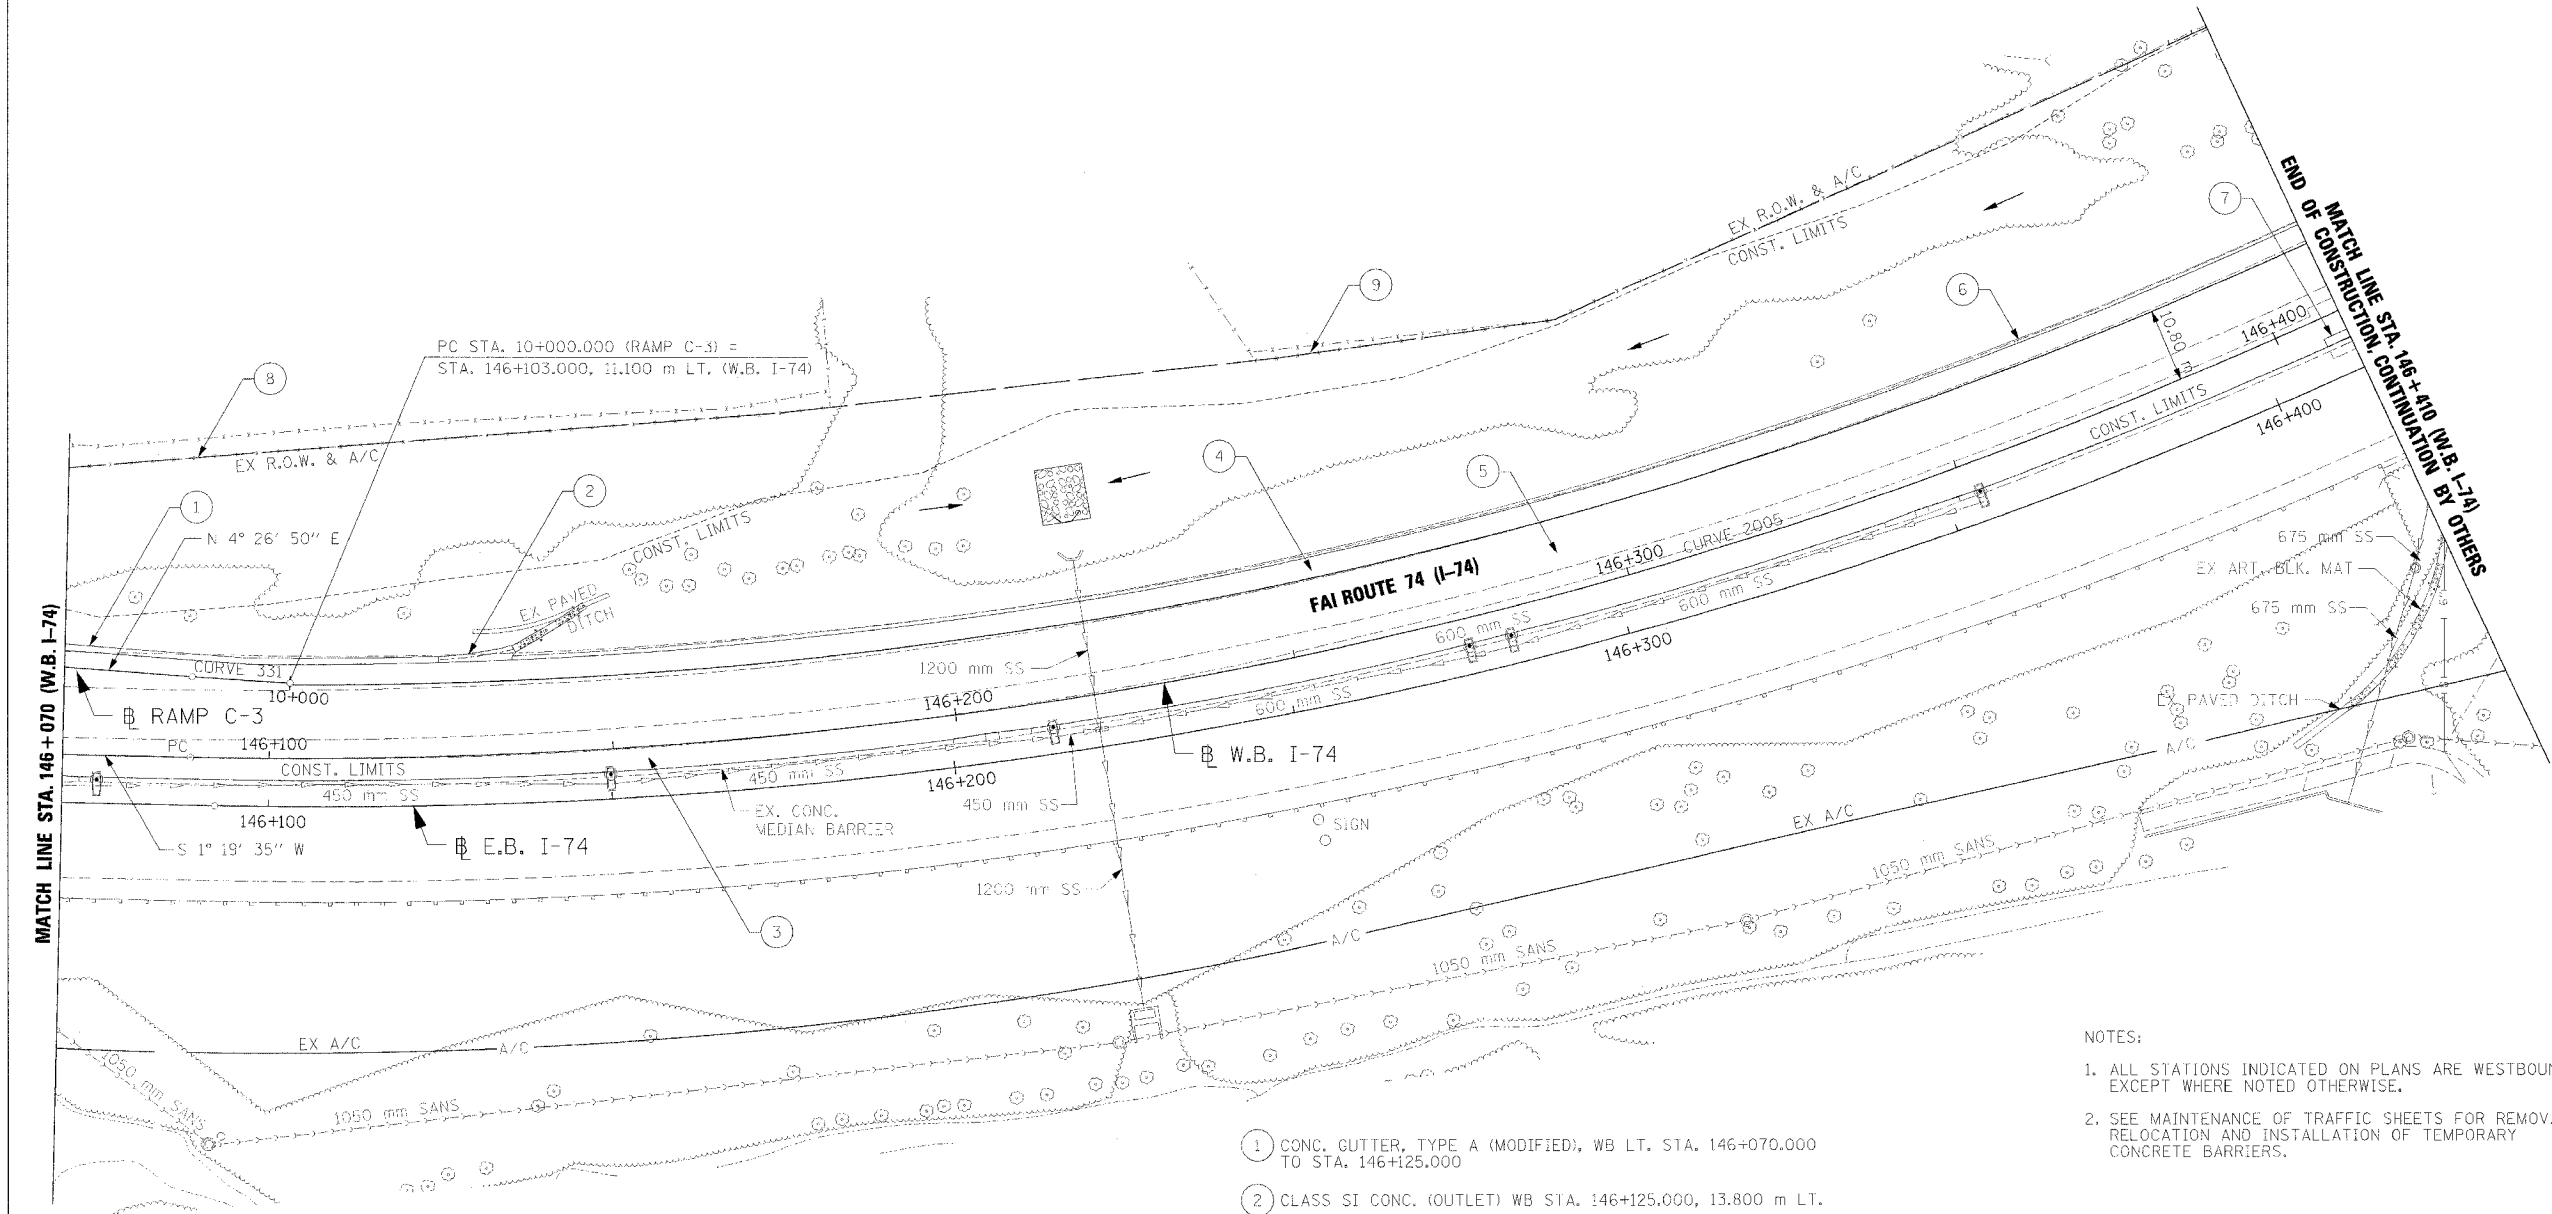 MATCH LINE STA. 146+070 (W.B. I-74)
PC STA. 10+000.000 (RAMP C-3) =
STA. 146+103.000, 11.100 m LT. (W.B. I-74)
8
9
EX R.O.W. & A/C
EX R.O.W. & A/C
CONST. LIMITS
7
6
1
2
4
5
N 4° 26' 50" E
CONST. LIMITS
EX PAVED
DITCH
CURVE 331
10+000
℄ RAMP C-3
PC
146+100
CONST. LIMITS
450 mm SS
146+100
S 1° 19' 35" W
℄ E.B. I-74
450 mm SS
EX. CONC.
MEDIAN BARRIER
3
1200 mm SS
146+200
146+200
450 mm SS
1200 mm SS
600 mm SS
℄ W.B. I-74
FAI ROUTE 74 (I-74)
146+300
CURVE 2005
600 mm SS
600 mm SS
146+300
10.80 m
146+400
CONST. LIMITS
146+400
MATCH LINE STA. 146+410 (W.B. I-74)
END OF CONSTRUCTION, CONTINUATION BY OTHERS
675 mm SS
EX ART. BLK. MAT
675 mm SS
EX PAVED DITCH
A/C
SIGN
EX A/C
A/C
1050 mm SANS
1050 mm SANS
EX A/C
A/C
1050 mm SANS
1050 mm SANS
NOTES:
1. ALL STATIONS INDICATED ON PLANS ARE WESTBOUN
EXCEPT WHERE NOTED OTHERWISE.
2. SEE MAINTENANCE OF TRAFFIC SHEETS FOR REMOV
RELOCATION AND INSTALLATION OF TEMPORARY
CONCRETE BARRIERS.
1 CONC. GUTTER, TYPE A (MODIFIED), WB LT. STA. 146+070.000
TO STA. 146+125.000
2 CLASS SI CONC. (OUTLET) WB STA. 146+125.000, 13.800 m LT.